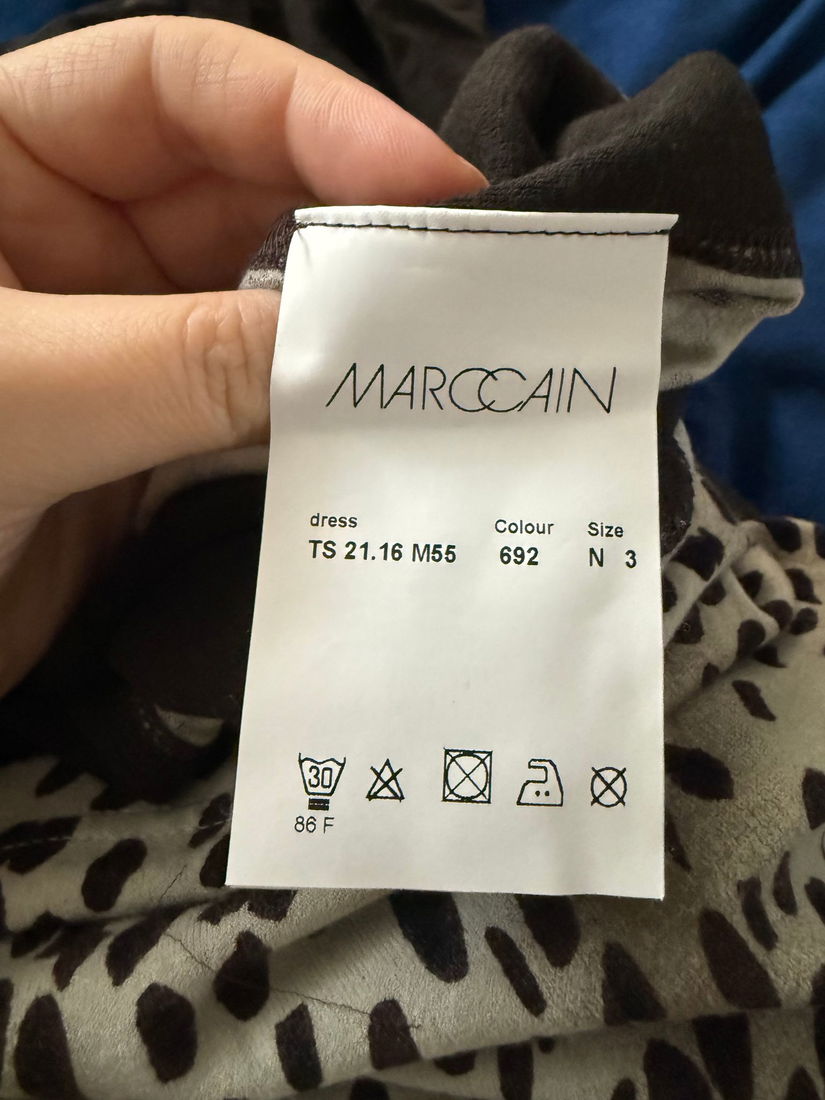 MARCCAIN
dress Colour Size
TS 21.16 M55 692 N 3
30
86 F